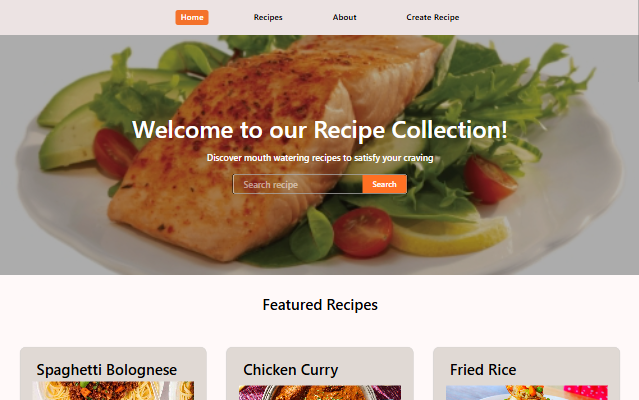 Home Recipes About Create Recipe
Welcome to our Recipe Collection!
Discover mouth watering recipes to satisfy your craving
Search recipe Search
Featured Recipes
Spaghetti Bolognese Chicken Curry Fried Rice